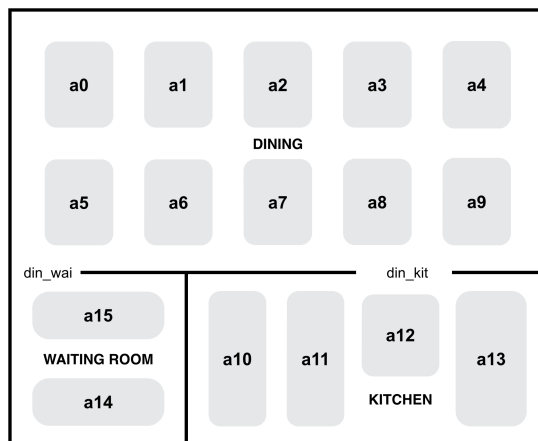 a0 a1 a2 a3 a4
DINING
a5 a6 a7 a8 a9
din_wai din_kit
a15
WAITING ROOM
a14
a10 a11 a12 a13
KITCHEN